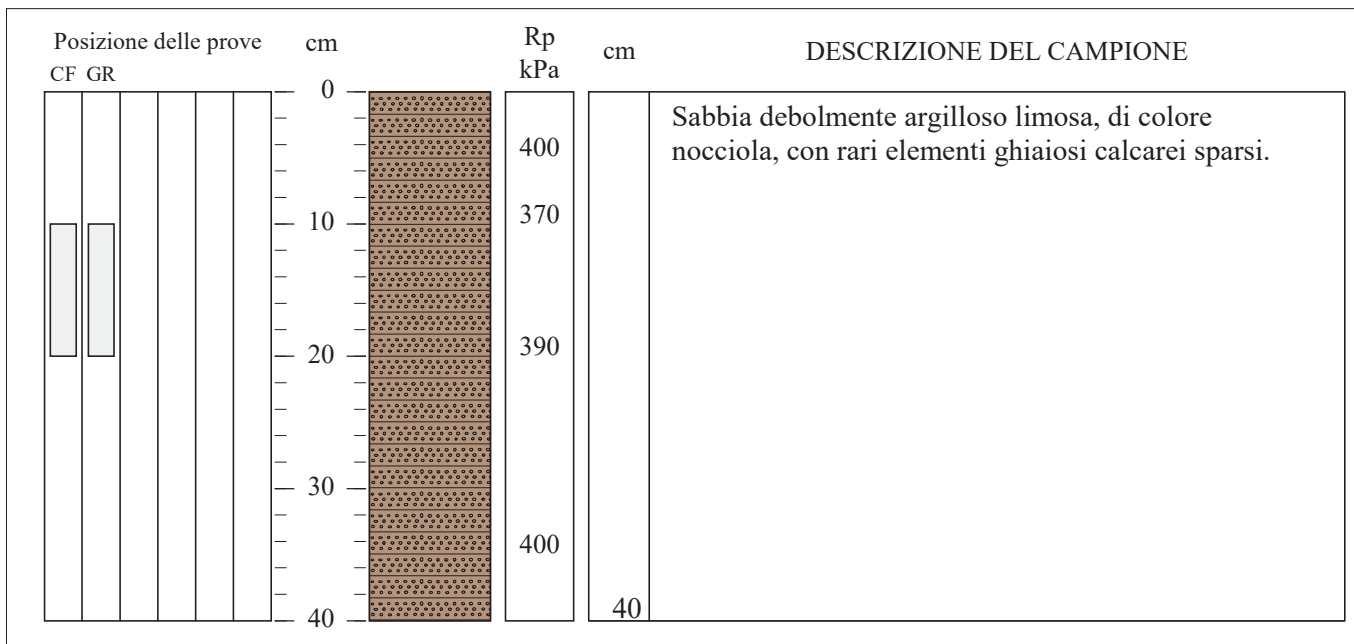 Posizione delle prove
CF GR
cm
Rp
kPa
cm
DESCRIZIONE DEL CAMPIONE
0
10
20
30
40
400
370
390
400
40
Sabbia debolmente argilloso limosa, di colore
nocciola, con rari elementi ghiaiosi calcarei sparsi.